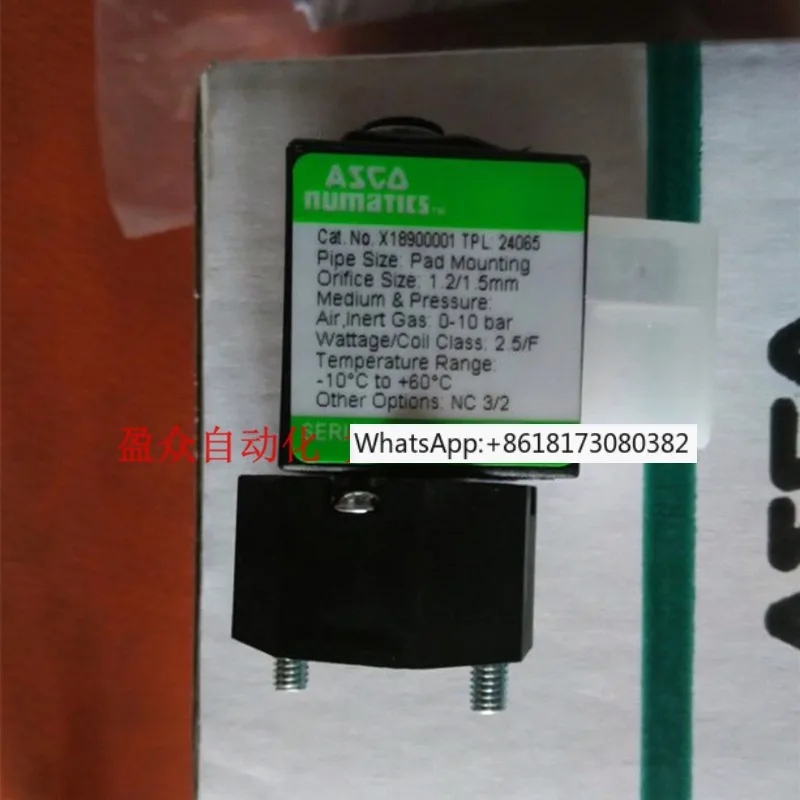 ASCO
numatics™
Cat. No. X18900001 TPL: 24065
Pipe Size: Pad Mounting
Orifice Size: 1.2/1.5mm
Medium & Pressure:
Air,Inert Gas: 0-10 bar
Wattage/Coil Class: 2.5/F
Temperature Range:
-10°C to +60°C
Other Options: NC 3/2
SERI
盈众自动化
WhatsApp:+8618173080382